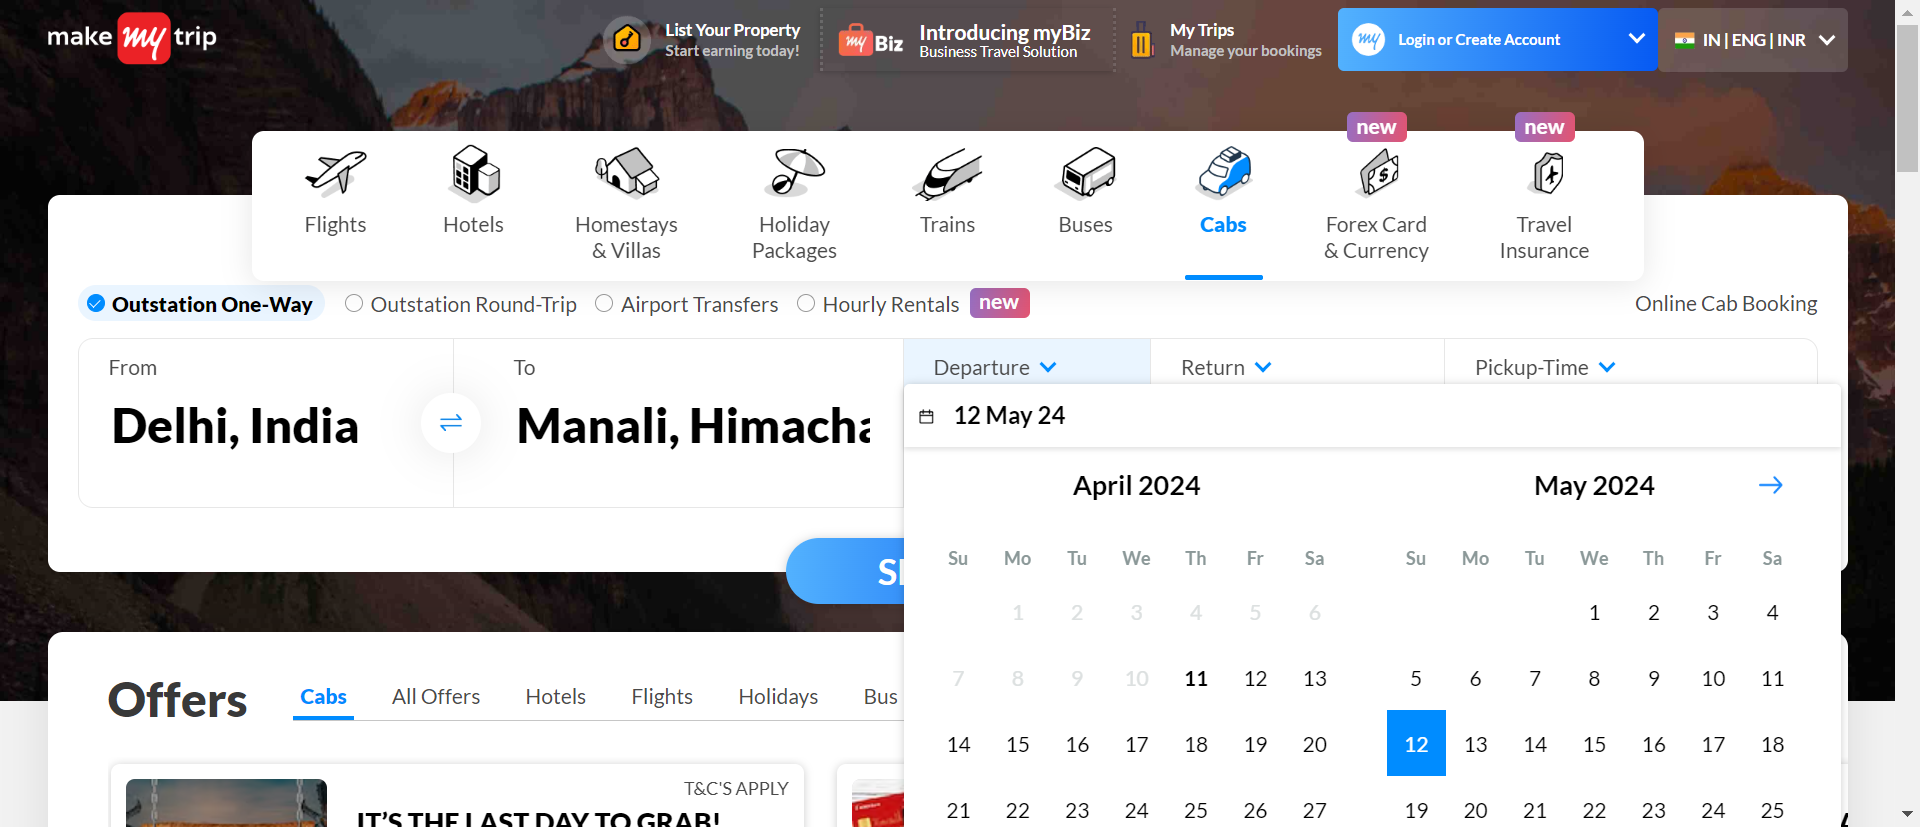 make my trip
List Your Property
Start earning today!
my Biz
Introducing myBiz
Business Travel Solution
My Trips
Manage your bookings
my
Login or Create Account
IN | ENG | INR
new
new
Flights
Hotels
Homestays
& Villas
Holiday
Packages
Trains
Buses
Cabs
Forex Card
& Currency
Travel
Insurance
Outstation One-Way
Outstation Round-Trip
Airport Transfers
Hourly Rentals
new
Online Cab Booking
From
To
Departure
Return
Pickup-Time
Delhi, India
Manali, Himacha
12 May 24
April 2024
May 2024
Su Mo Tu We Th Fr Sa
1 2 3 4 5 6
7 8 9 10 11 12 13
14 15 16 17 18 19 20
21 22 23 24 25 26 27
Su Mo Tu We Th Fr Sa
1 2 3 4
5 6 7 8 9 10 11
12 13 14 15 16 17 18
19 20 21 22 23 24 25
Offers
Cabs
All Offers
Hotels
Flights
Holidays
Bus
T&C'S APPLY
IT'S THE LAST DAY TO GRAB!